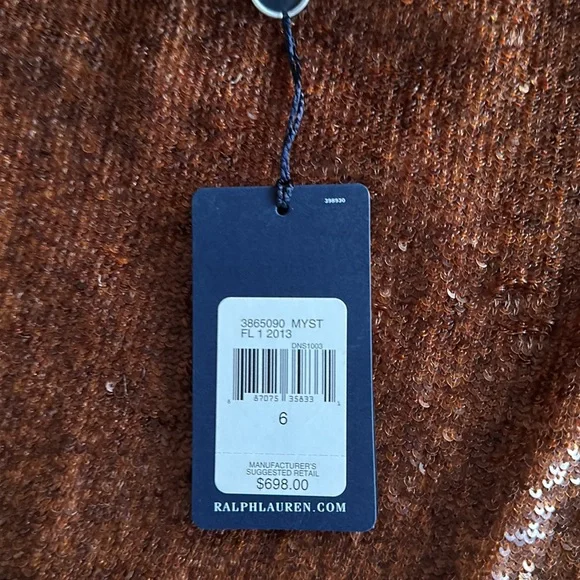 398930
3865090 MYST
FL 1 2013
DNS1003
87075 35833
6
MANUFACTURER'S
SUGGESTED RETAIL
$698.00
RALPHLAUREN.COM